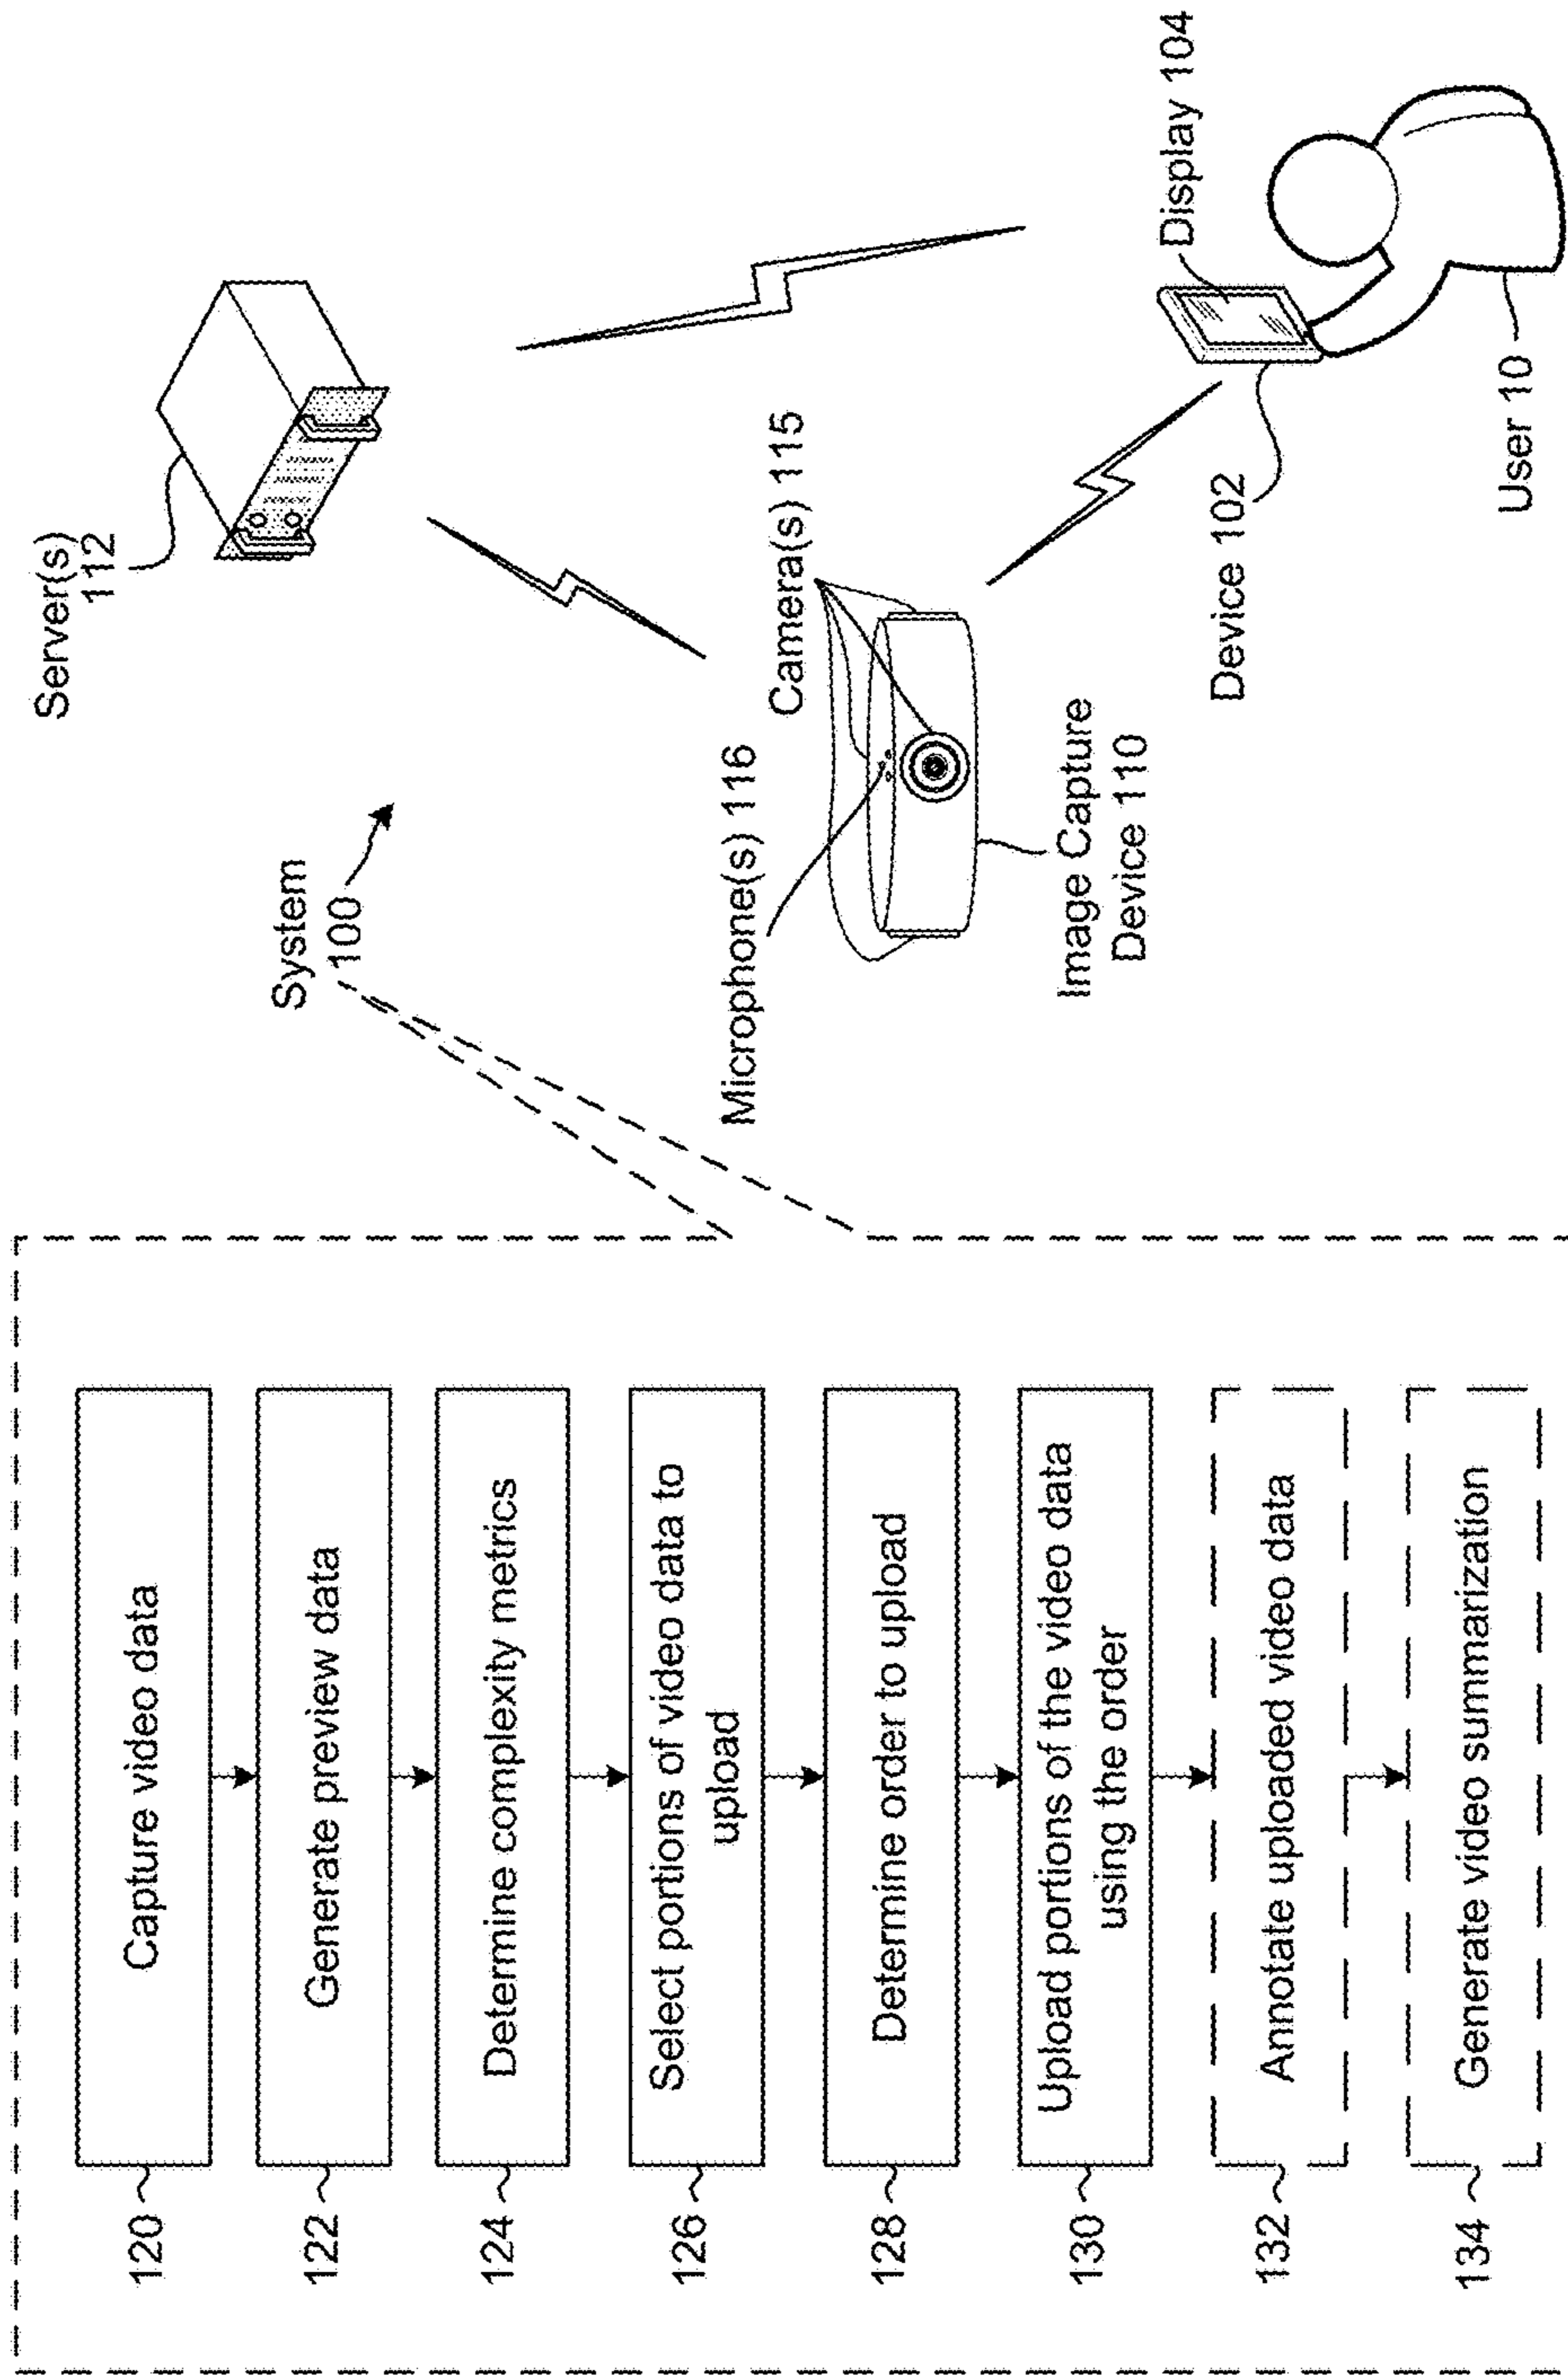 120
Capture video data
122
Generate preview data
124
Determine complexity metrics
126
Select portions of video data to
upload
128
Determine order to upload
130
Upload portions of the video data
using the order
132
Annotate uploaded video data
134
Generate video summarization
System
100
Server(s)
112
Microphone(s) 116
Camera(s) 115
Image Capture
Device 110
Display 104
Device 102
User 10